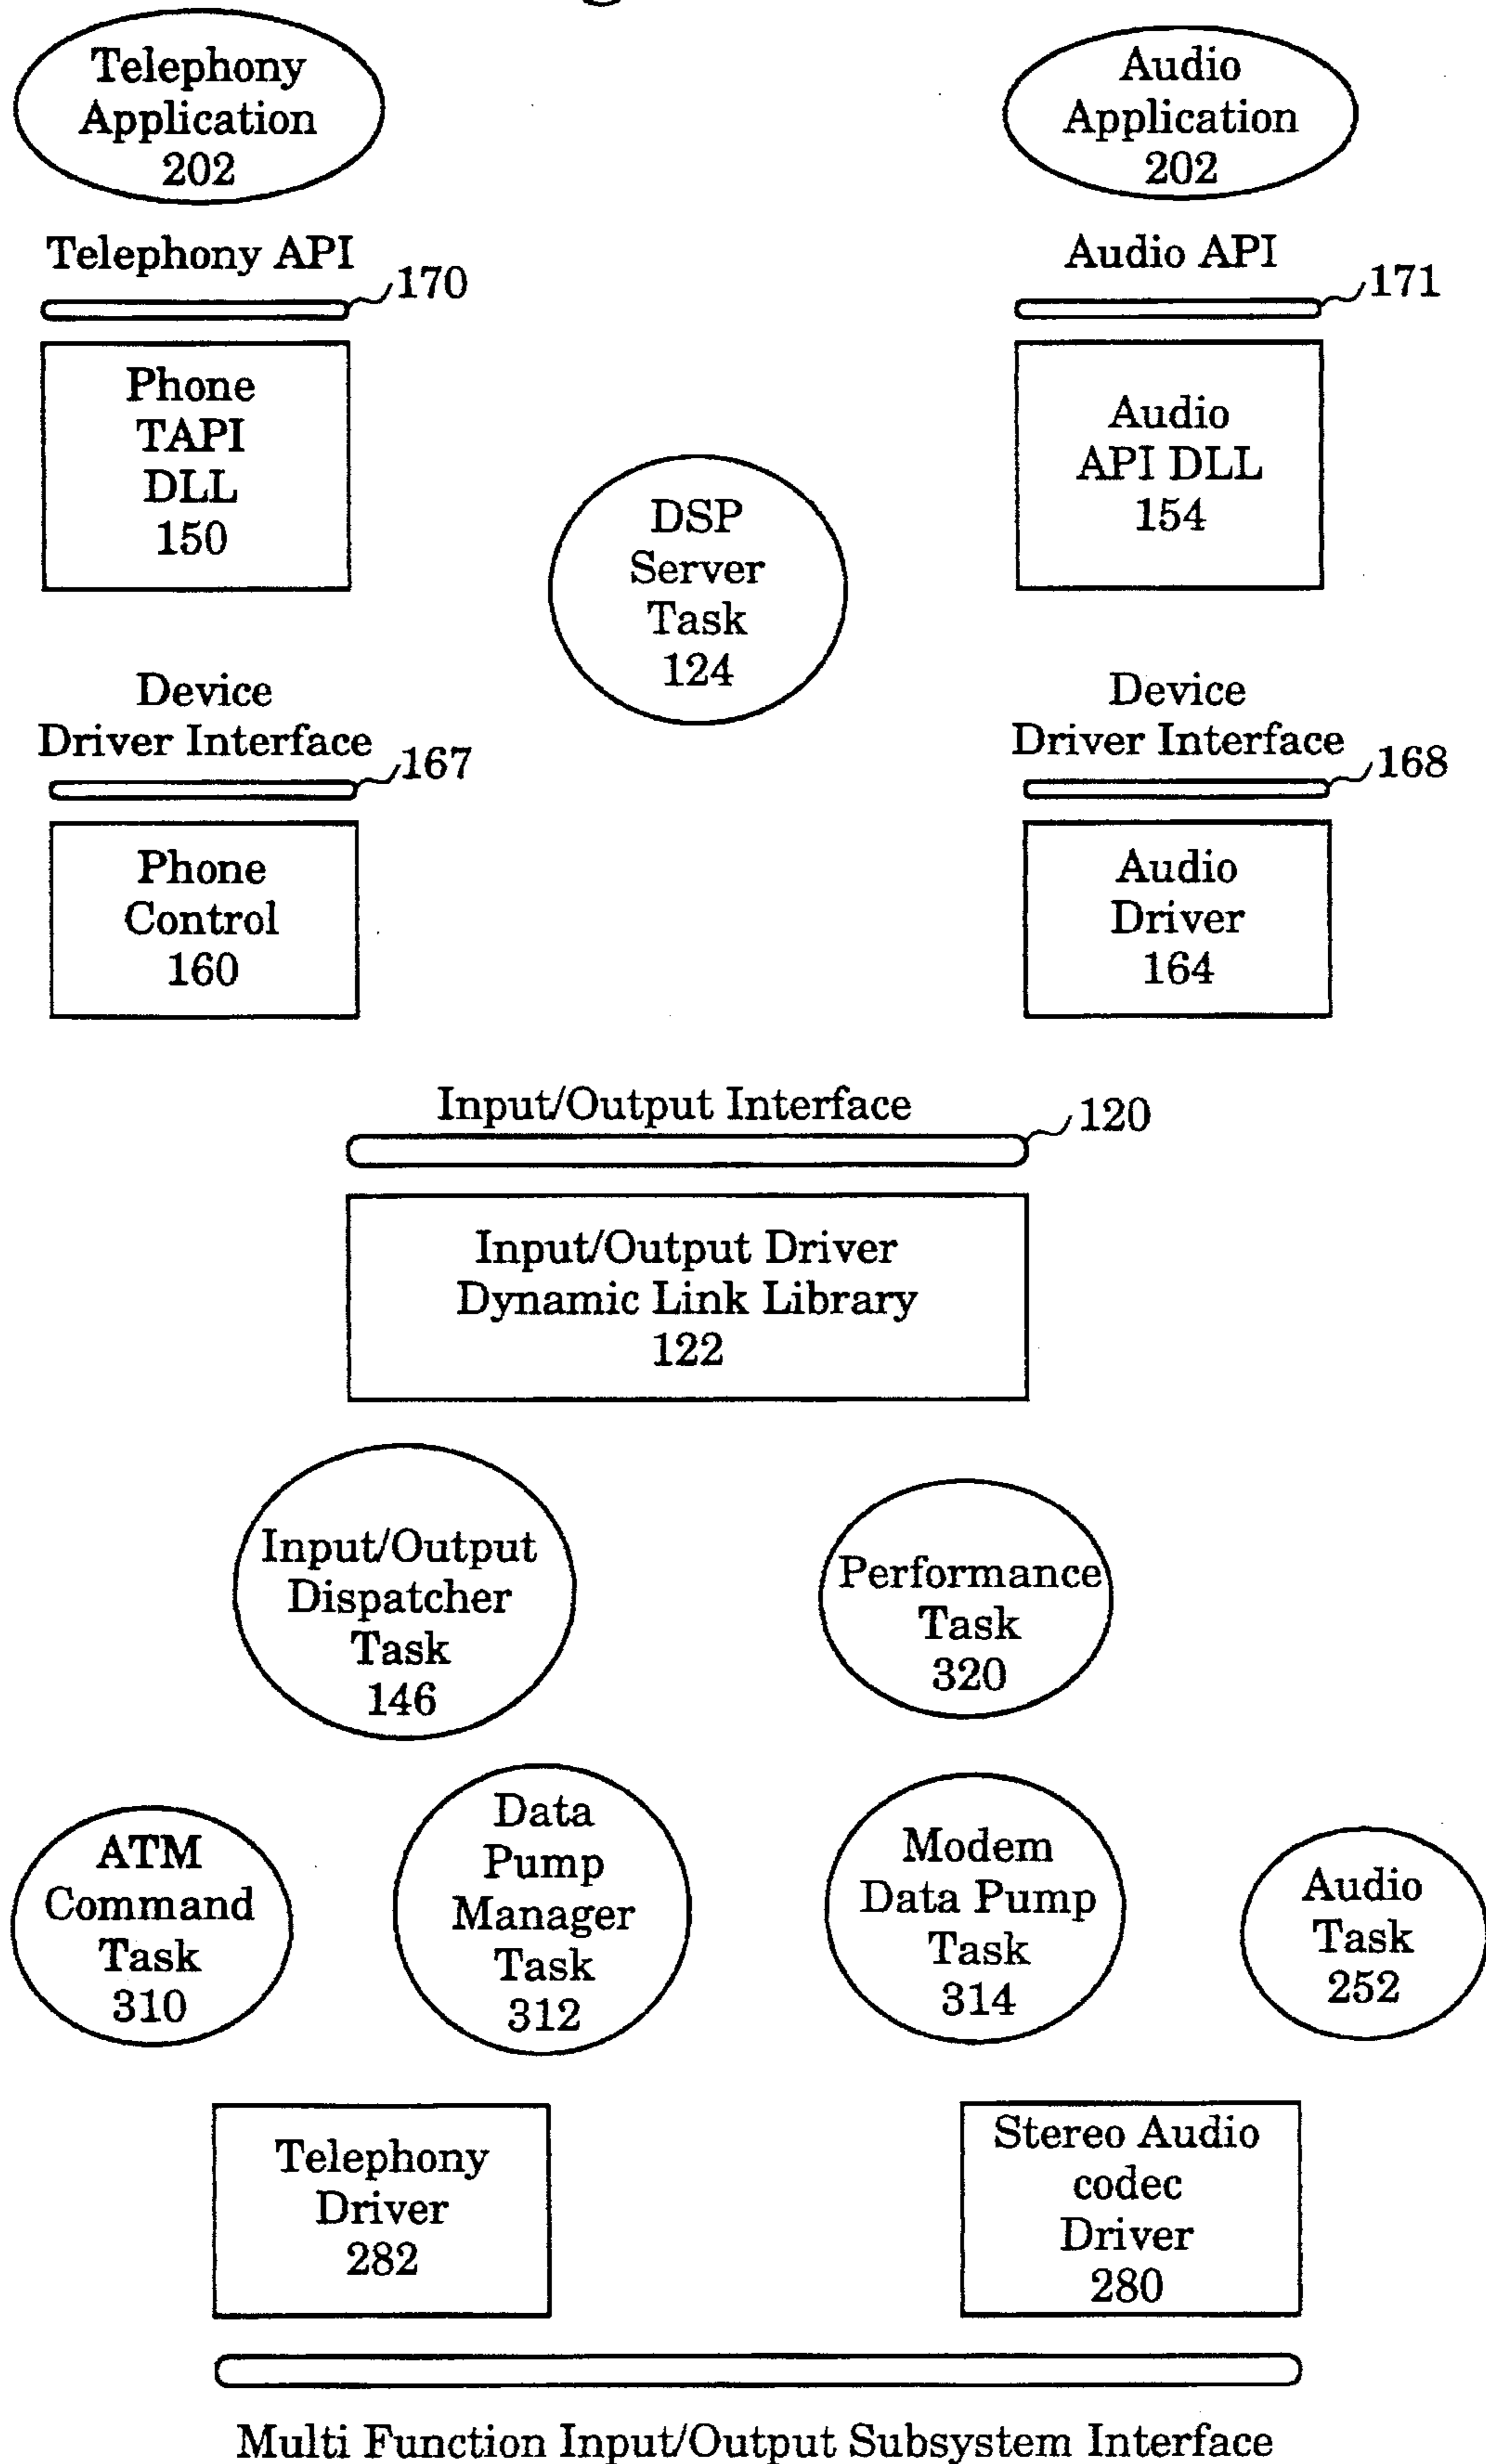 Telephony
Application
202
Audio
Application
202
Telephony API
170
Audio API
171
Phone
TAPI
DLL
150
Audio
API DLL
154
DSP
Server
Task
124
Device
Driver Interface
167
Device
Driver Interface
168
Phone
Control
160
Audio
Driver
164
Input/Output Interface
120
Input/Output Driver
Dynamic Link Library
122
Input/Output
Dispatcher
Task
146
Performance
Task
320
ATM
Command
Task
310
Data
Pump
Manager
Task
312
Modem
Data Pump
Task
314
Audio
Task
252
Telephony
Driver
282
Stereo Audio
codec
Driver
280
Multi Function Input/Output Subsystem Interface